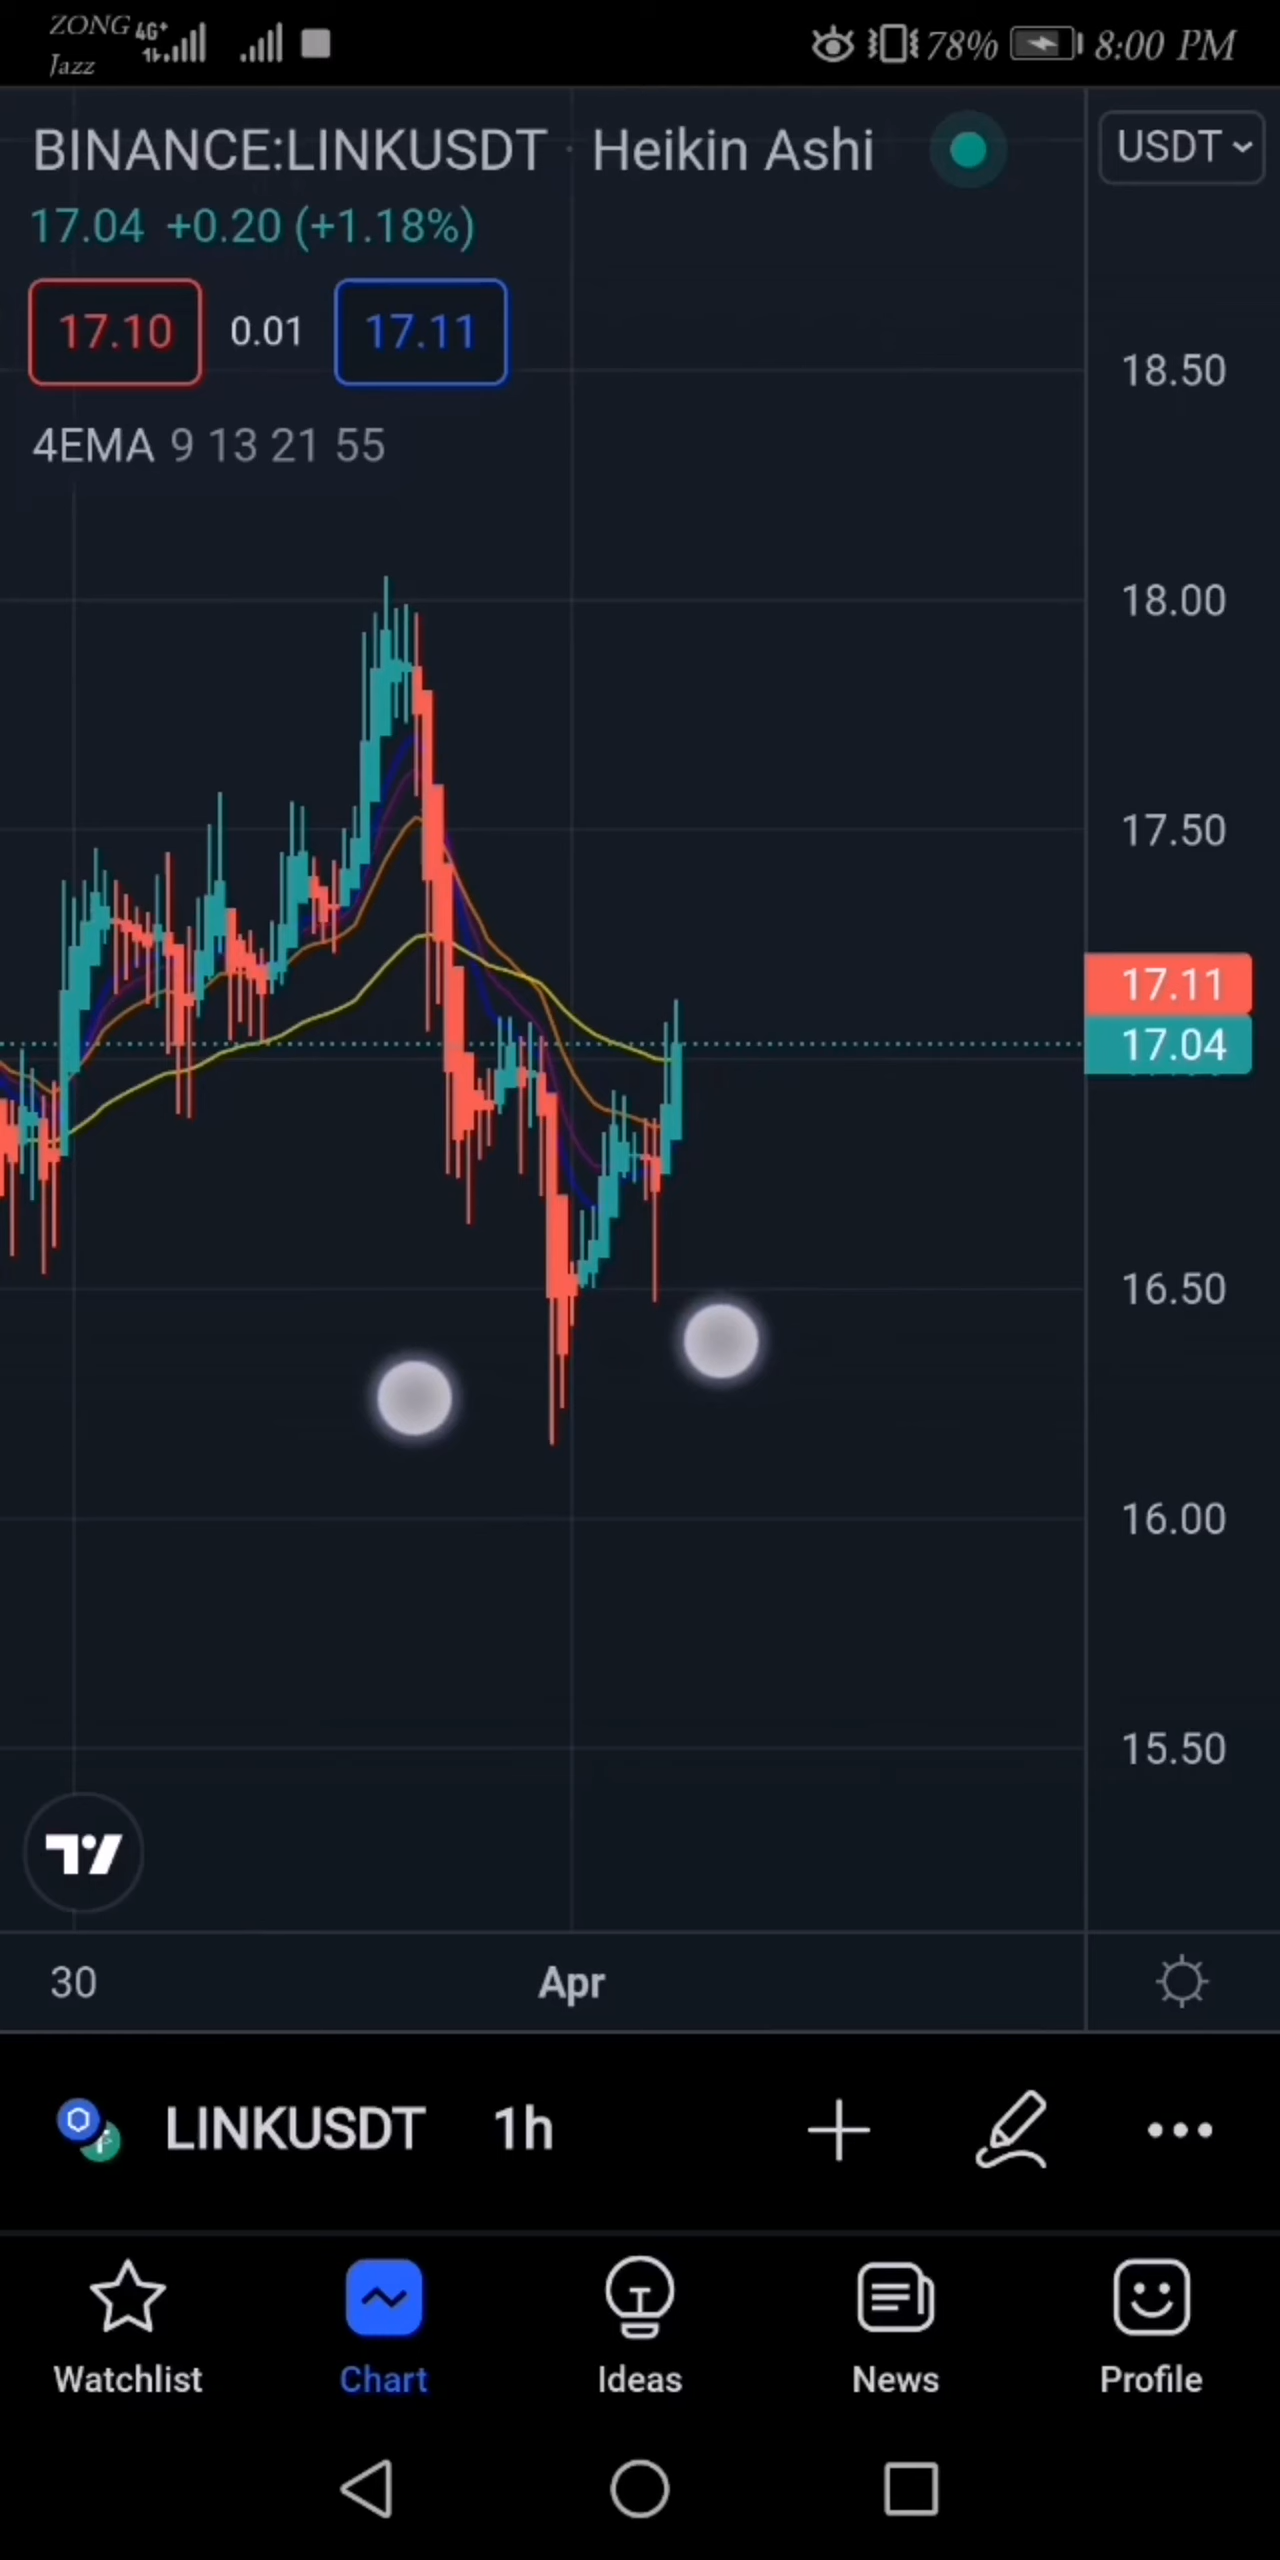 ZONG 4G+
Jazz
78% 8:00 PM
BINANCE:LINKUSDT · Heikin Ashi
USDT
17.04 +0.20 (+1.18%)
17.10 0.01 17.11
4EMA 9 13 21 55
18.50
18.00
17.50
17.11
17.04
16.50
16.00
15.50
30 Apr
LINKUSDT 1h
Watchlist Chart Ideas News Profile